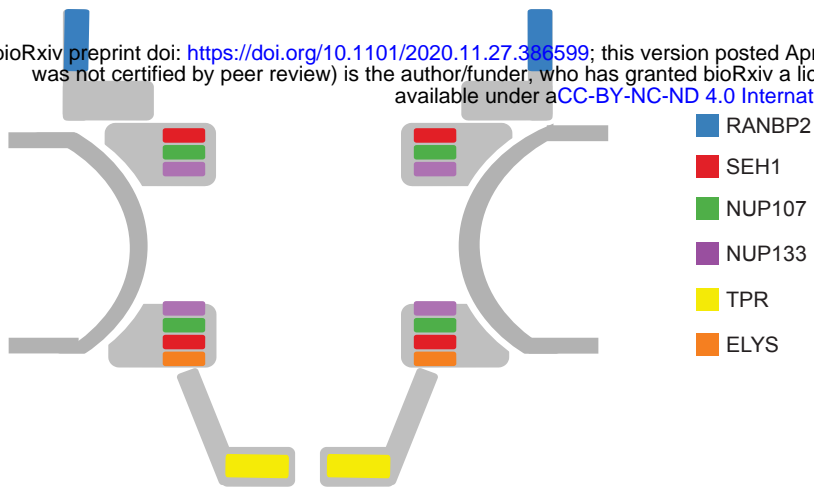 bioRxiv preprint doi: https://doi.org/10.1101/2020.11.27.386599; this version posted Apr
was not certified by peer review) is the author/funder, who has granted bioRxiv a lic
available under aCC-BY-NC-ND 4.0 Internat
RANBP2
SEH1
NUP107
NUP133
TPR
ELYS